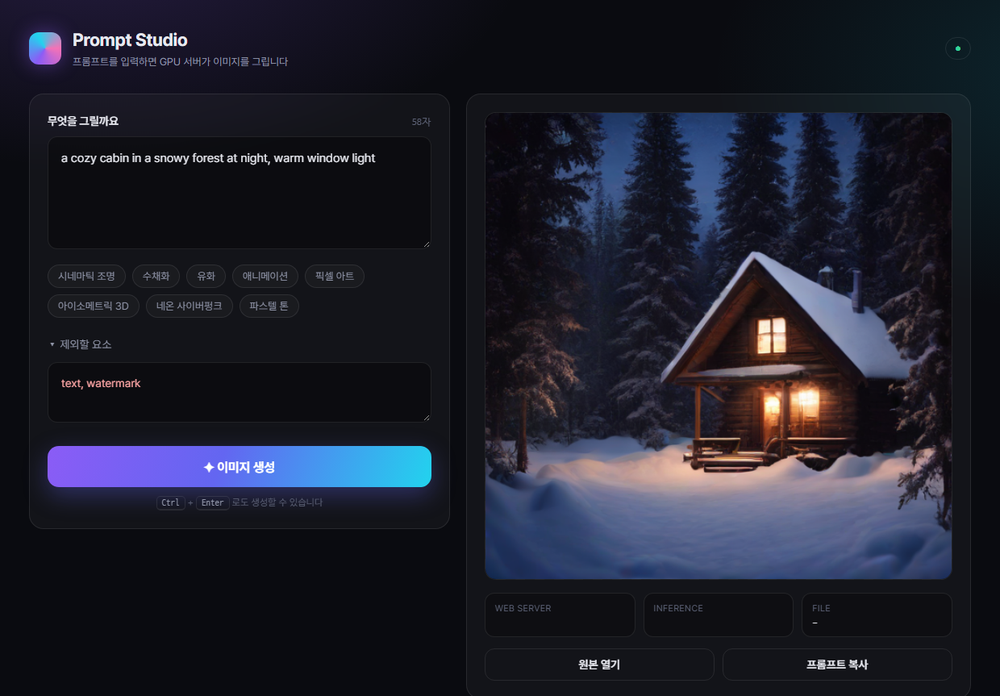 Prompt Studio
프롬프트를 입력하면 GPU 서버가 이미지를 그립니다
무엇을 그릴까요
58자
a cozy cabin in a snowy forest at night, warm window light
시네마틱 조명
수채화
유화
애니메이션
픽셀 아트
아이소메트릭 3D
네온 사이버펑크
파스텔 톤
▾ 제외할 요소
text, watermark
✦ 이미지 생성
Ctrl + Enter 로도 생성할 수 있습니다
WEB SERVER
INFERENCE
FILE
–
원본 열기
프롬프트 복사